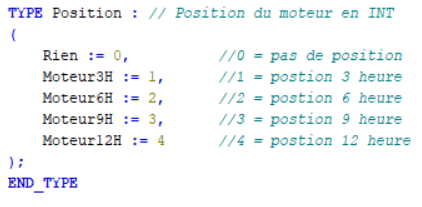 TYPE Position : // Position du moteur en INT
(
Rien := 0, //0 = pas de position
Moteur3H := 1, //1 = postion 3 heure
Moteur6H := 2, //2 = postion 6 heure
Moteur9H := 3, //3 = postion 9 heure
Moteur12H := 4 //4 = postion 12 heure
);
END_TYPE